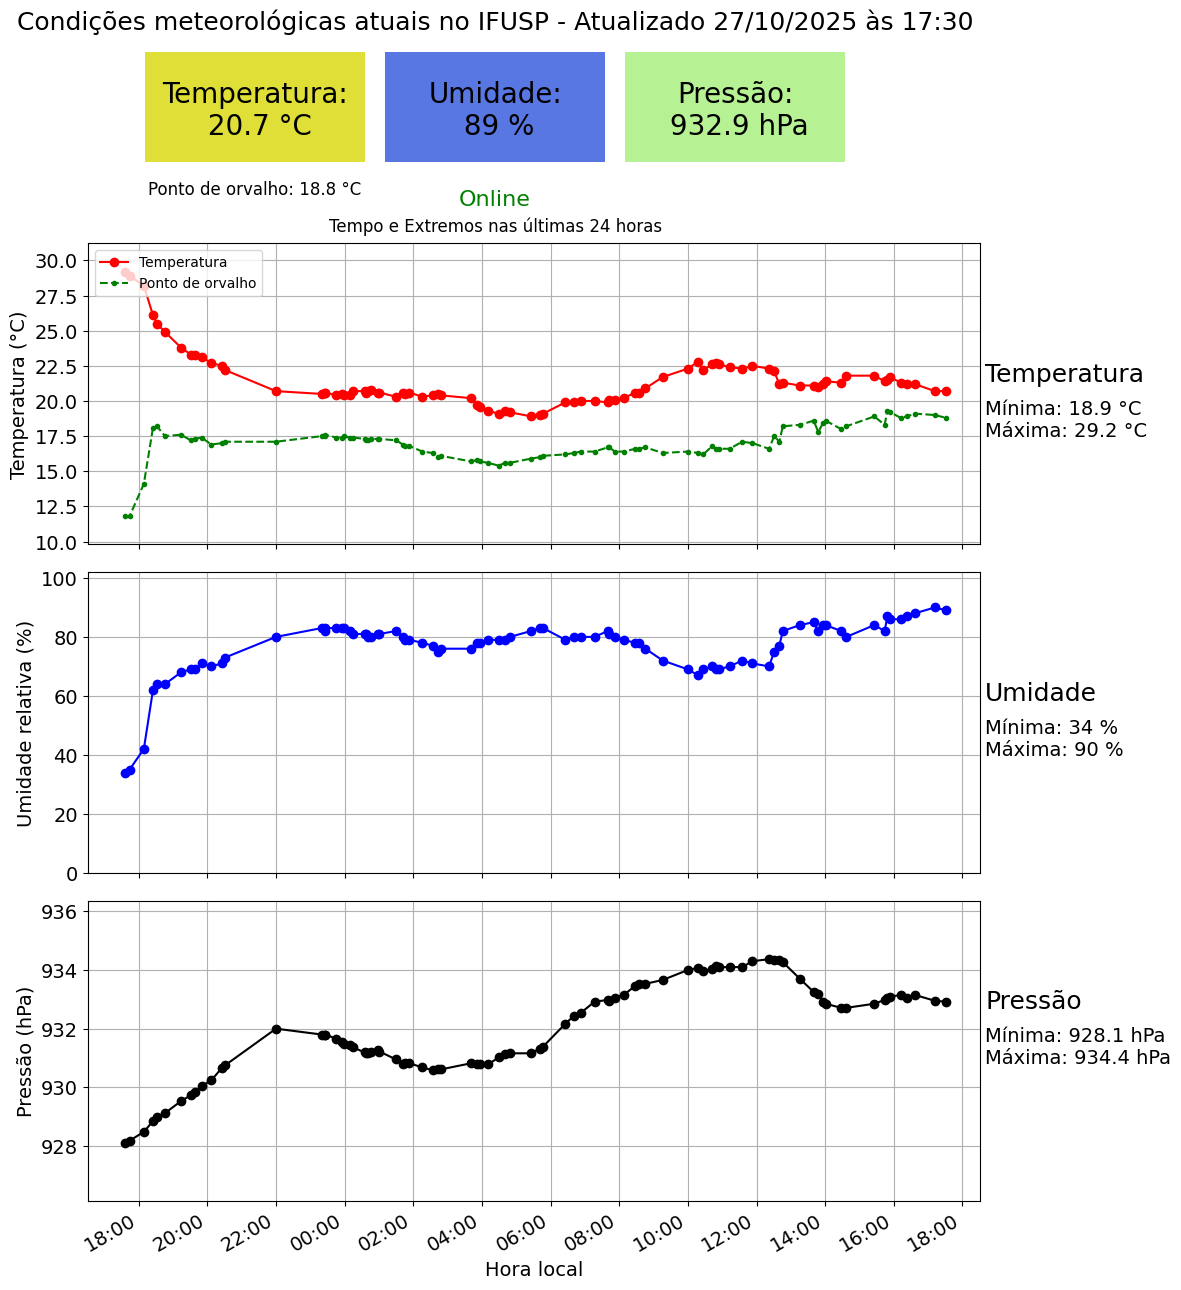 Condições meteorológicas atuais no IFUSP - Atualizado 27/10/2025 às 17:30
Temperatura:
20.7 °C
Umidade:
89 %
Pressão:
932.9 hPa
Ponto de orvalho: 18.8 °C
Online
Tempo e Extremos nas últimas 24 horas
Temperatura
Ponto de orvalho
Temperatura (°C)
30.0
27.5
25.0
22.5
20.0
17.5
15.0
12.5
10.0
Temperatura
Mínima: 18.9 °C
Máxima: 29.2 °C
Umidade relativa (%)
100
80
60
40
20
0
Umidade
Mínima: 34 %
Máxima: 90 %
Pressão (hPa)
936
934
932
930
928
Pressão
Mínima: 928.1 hPa
Máxima: 934.4 hPa
18:00
20:00
22:00
00:00
02:00
04:00
06:00
08:00
10:00
12:00
14:00
16:00
18:00
Hora local